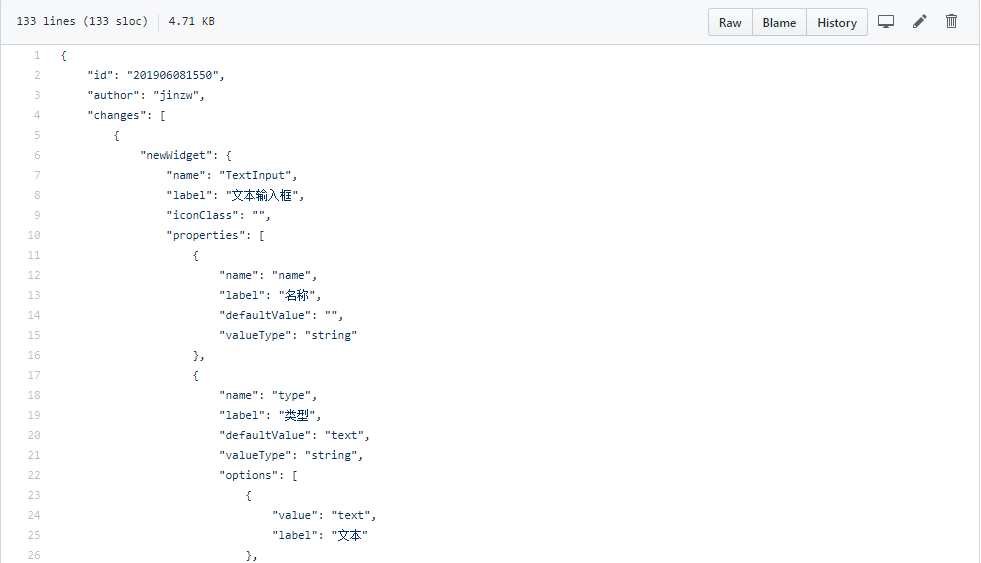 133 lines (133 sloc) 4.71 KB Raw Blame History
1 {
2 "id": "201906081550",
3 "author": "jinzw",
4 "changes": [
5 {
6 "newWidget": {
7 "name": "TextInput",
8 "label": "文本输入框",
9 "iconClass": "",
10 "properties": [
11 {
12 "name": "name",
13 "label": "名称",
14 "defaultValue": "",
15 "valueType": "string"
16 },
17 {
18 "name": "type",
19 "label": "类型",
20 "defaultValue": "text",
21 "valueType": "string",
22 "options": [
23 {
24 "value": "text",
25 "label": "文本"
26 },